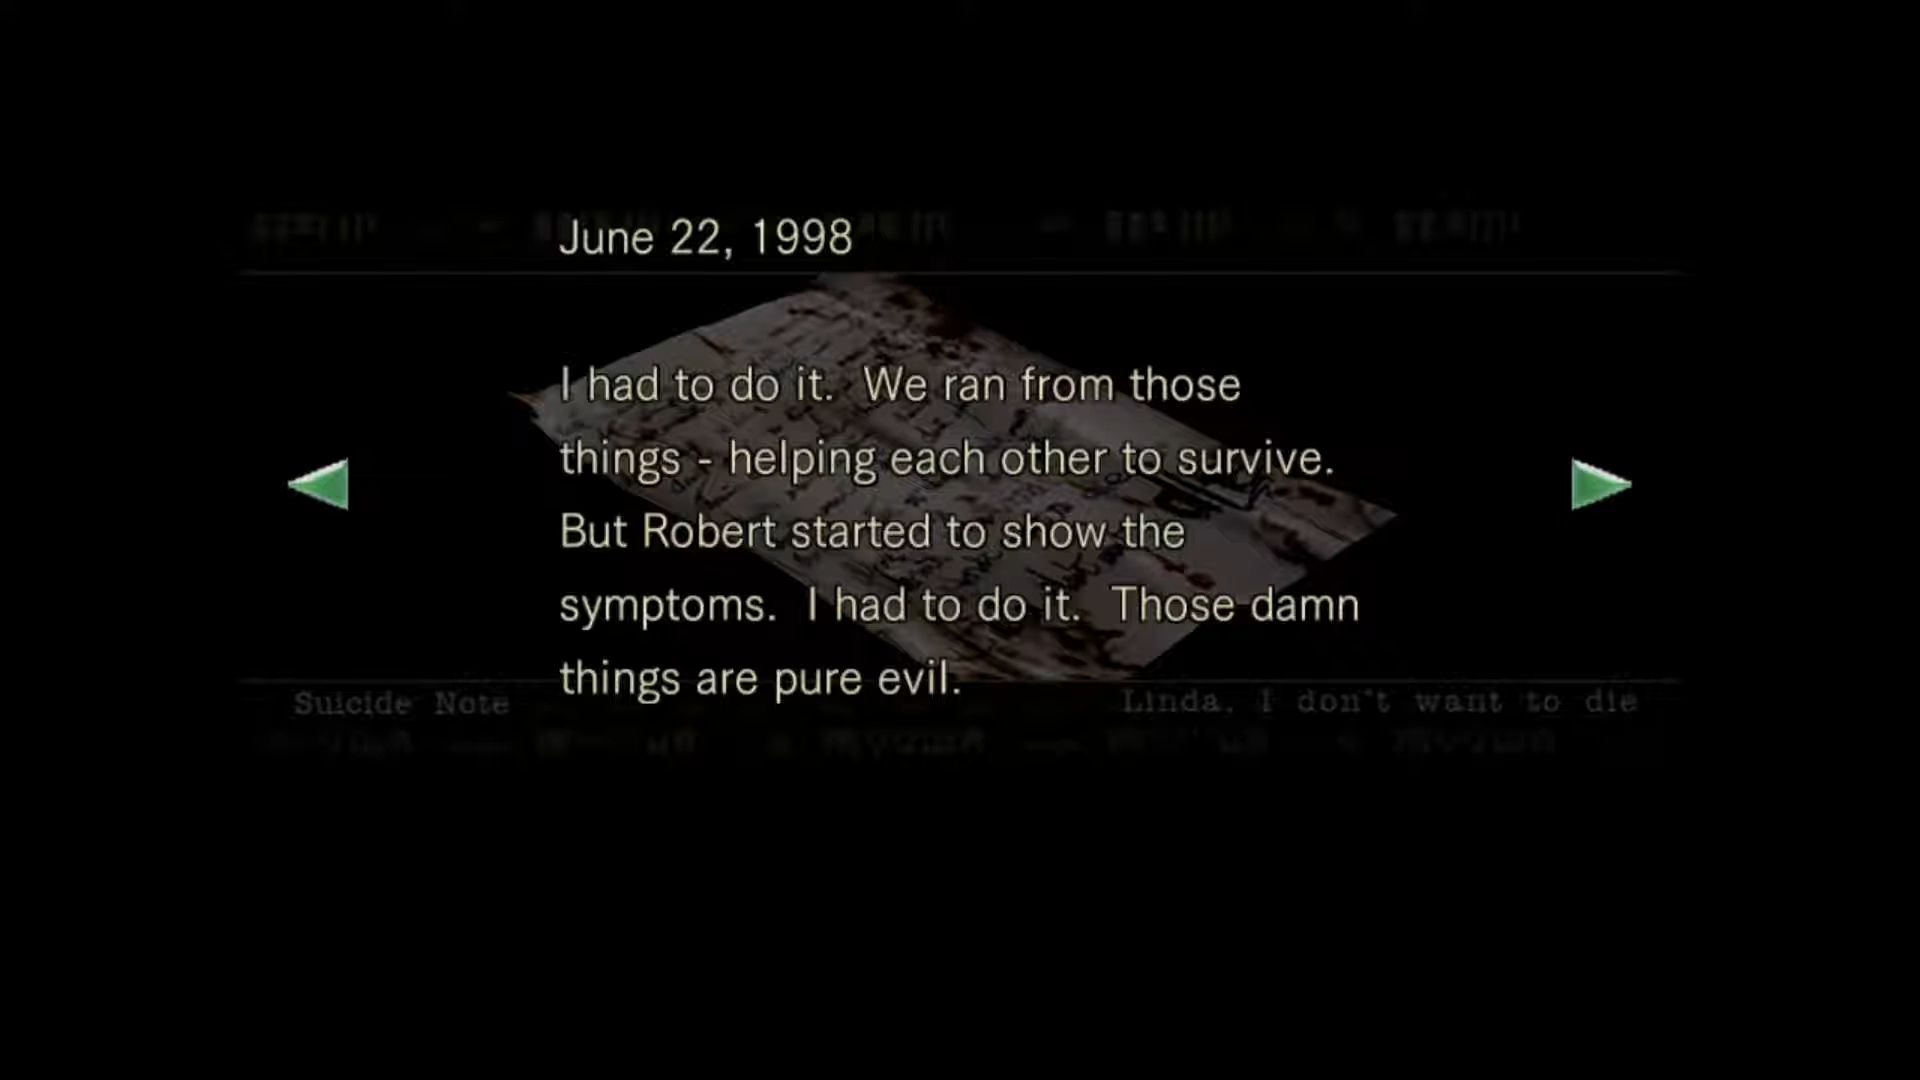 June 22, 1998
I had to do it.  We ran from those
things - helping each other to survive.
But Robert started to show the
symptoms.  I had to do it.  Those damn
things are pure evil.
Suicide Note
Linda, I don't want to die